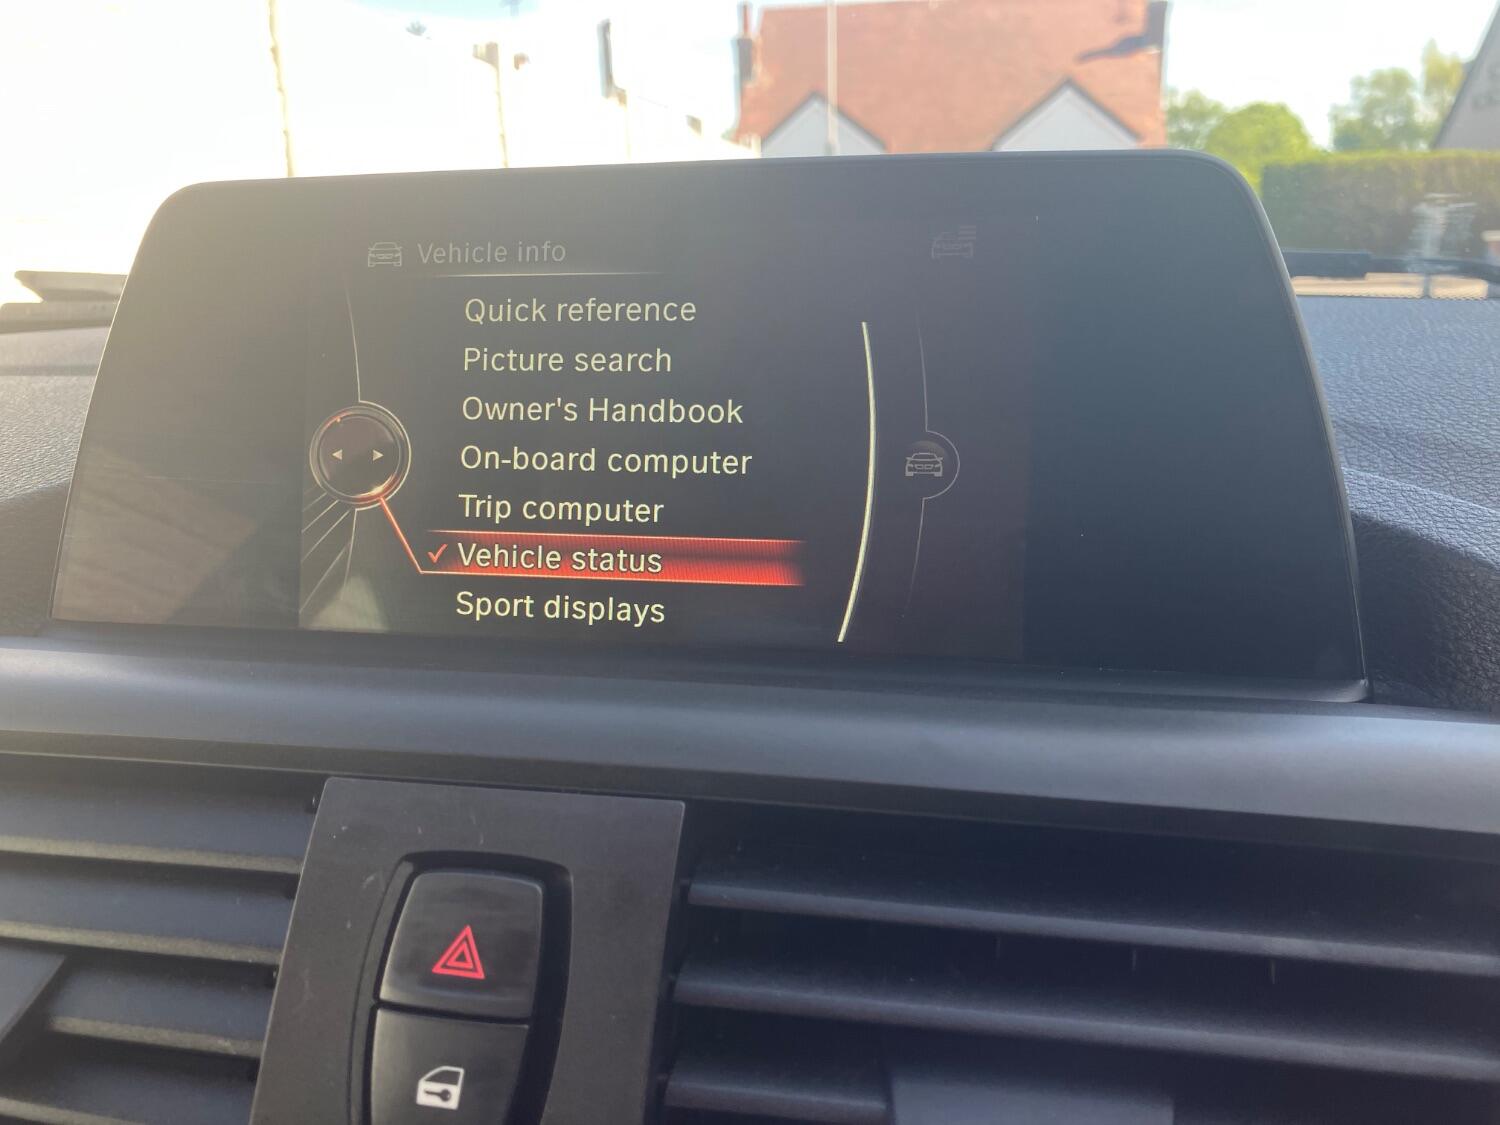 Vehicle info
Quick reference
Picture search
Owner's Handbook
On-board computer
Trip computer
Vehicle status
Sport displays